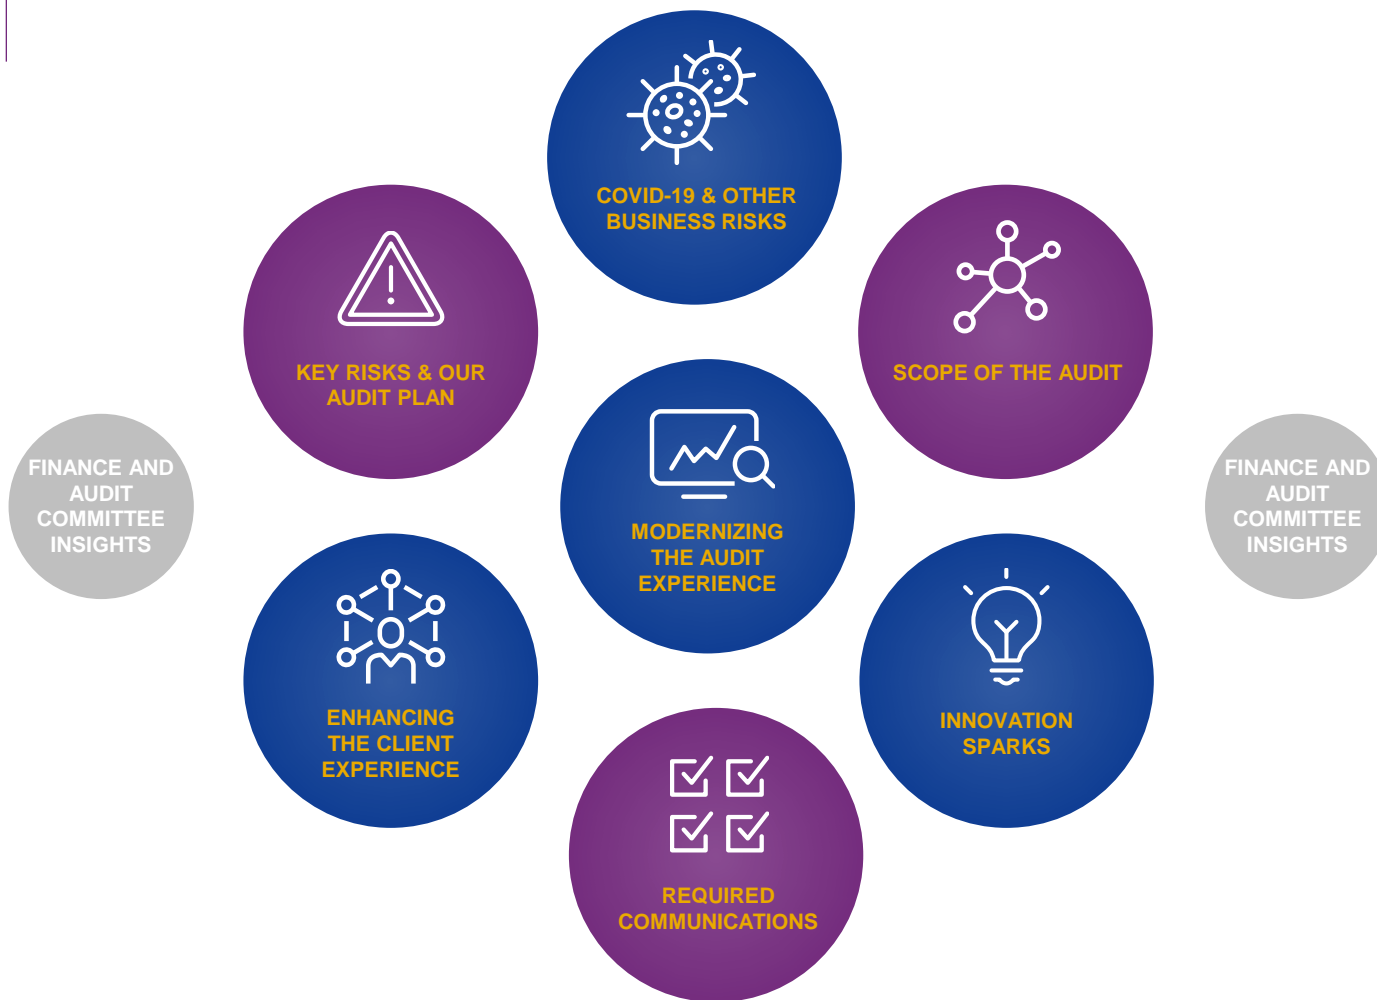 COVID-19 & OTHER
BUSINESS RISKS
KEY RISKS & OUR
AUDIT PLAN
SCOPE OF THE AUDIT
FINANCE AND
AUDIT
COMMITTEE
INSIGHTS
MODERNIZING
THE AUDIT
EXPERIENCE
FINANCE AND
AUDIT
COMMITTEE
INSIGHTS
ENHANCING
THE CLIENT
EXPERIENCE
INNOVATION
SPARKS
REQUIRED
COMMUNICATIONS